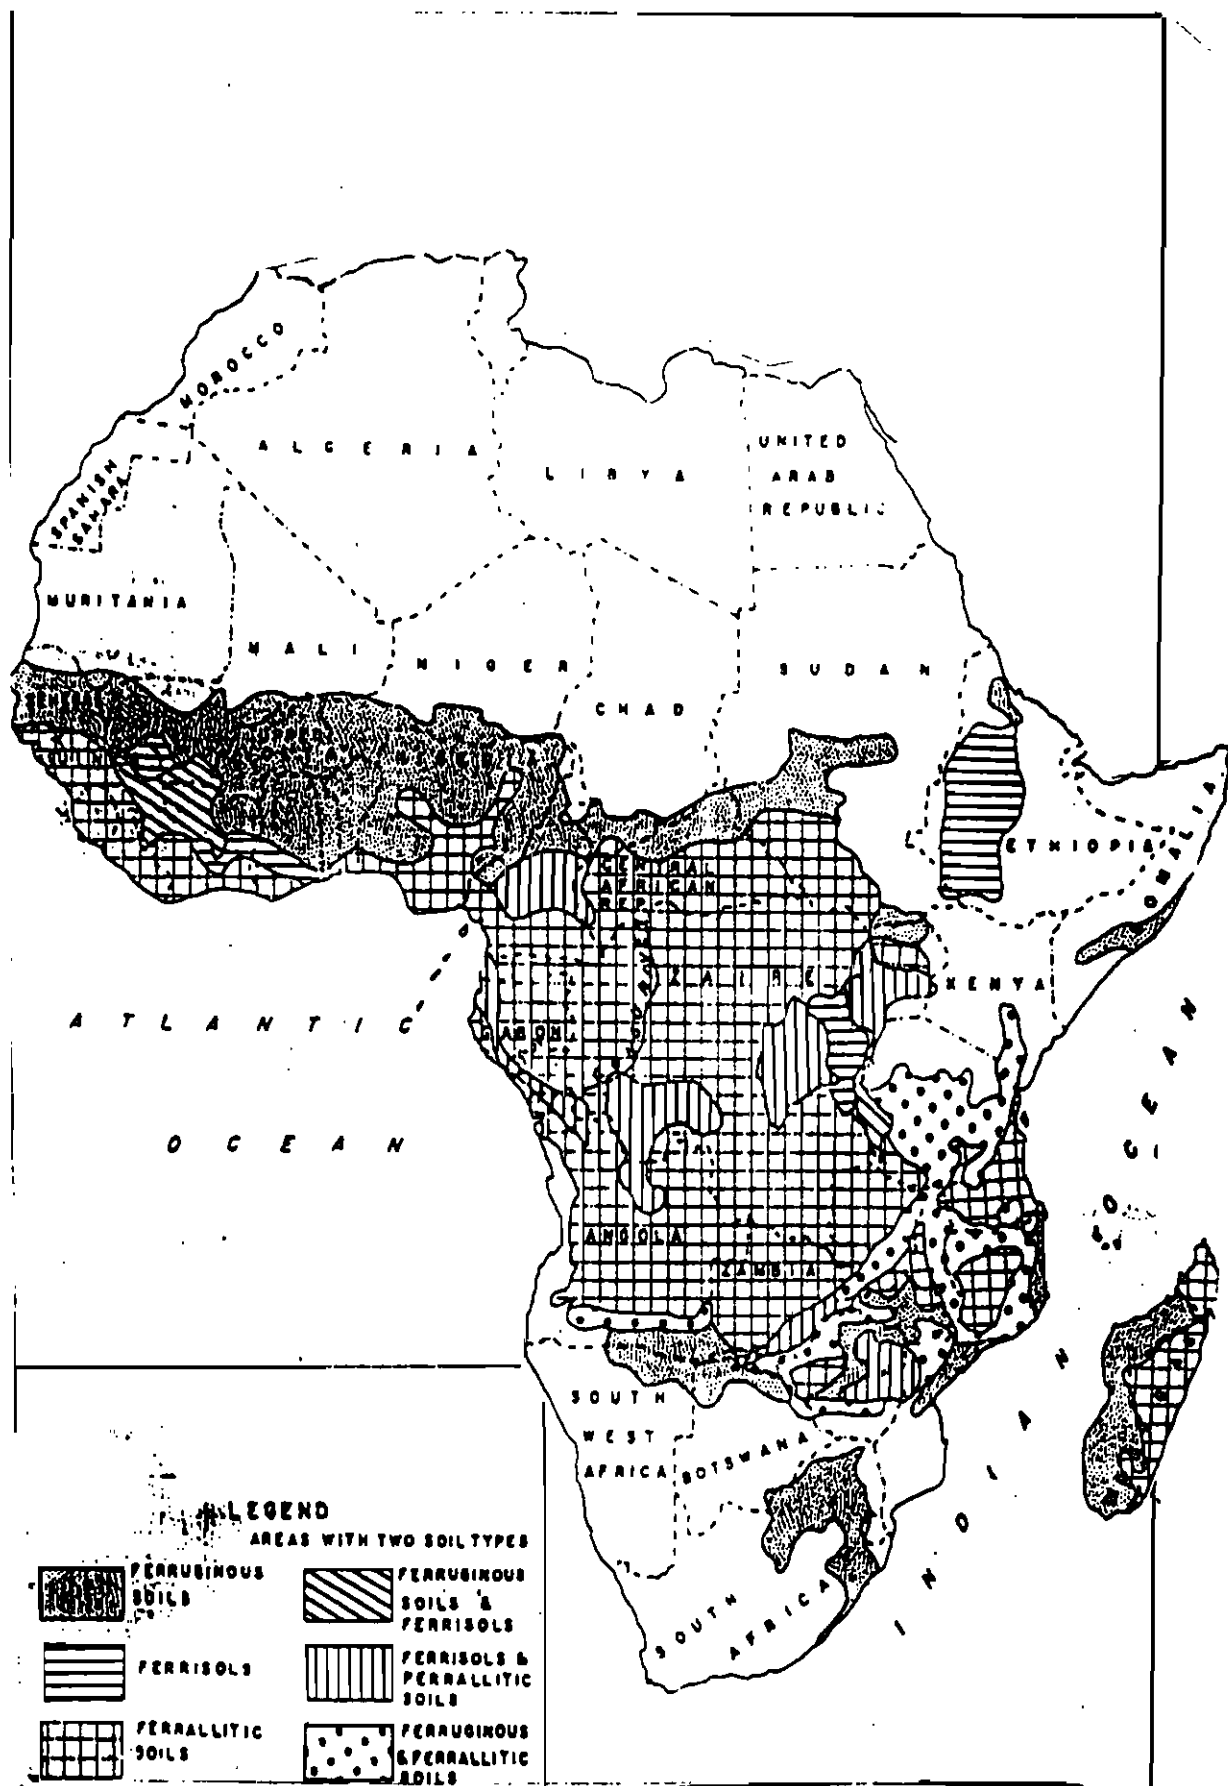 MOROCCO
ALGERIA
LIBYA
UNITED
ARAB
REPUBLIC
SPANISH
SAHARA
MURITANIA
MALI
NIGER
CHAD
SUDAN
UPPER
NIGERIA
ETHIOPIA
SOMALIA
CENTRAL
AFRICAN
REP.
ZAIRE
KENYA
GABON
ATLANTIC
OCEAN
INDIAN
OCEAN
ANGOLA
ZAMBIA
SOUTH
WEST
AFRICA
BOTSWANA
SOUTH
AFRICA
LEGEND
AREAS WITH TWO SOIL TYPES
FERRUGINOUS
SOILS
FERRUGINOUS
SOILS &
FERRISOLS
FERRISOLS
FERRISOLS &
FERRALLITIC
SOILS
FERRALLITIC
SOILS
FERRUGINOUS
& FERRALLITIC
SOILS